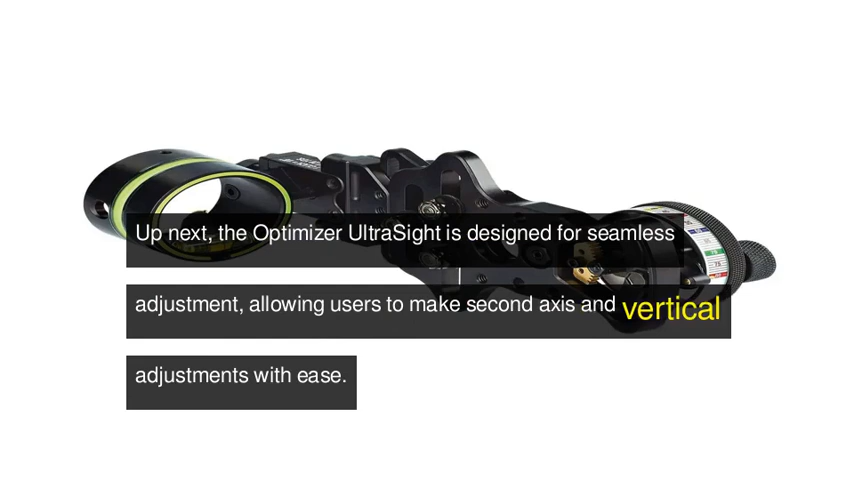 Up next, the Optimizer UltraSight is designed for seamless
adjustment, allowing users to make second axis and vertical
adjustments with ease.